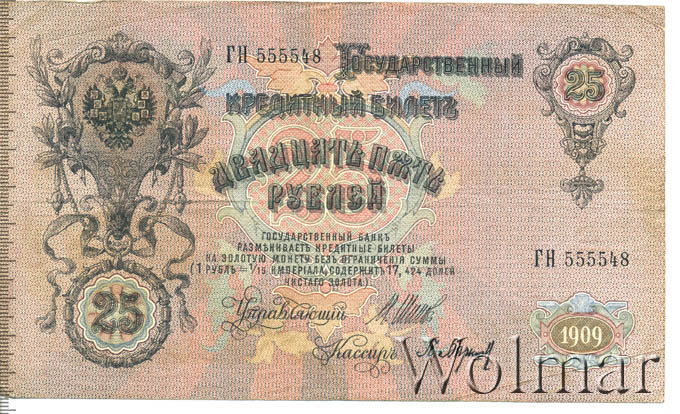 ГН 555548
Государственный
25
Кредитный Билетъ
Двадцать пять
рублей
Государственный Банкъ
размѣниваетъ кредитные билеты
на золотую монету безъ ограниченія суммы
(1 рубль = 1/15 имперіала, содержитъ 17,424 долей
чистаго золота.)
ГН 555548
25
Управляющій
Кассиръ
1909
Wolmar